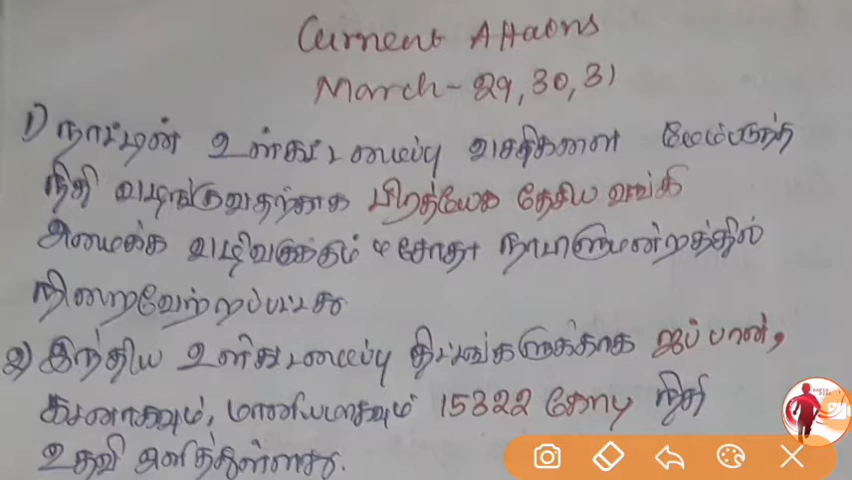 Current Affairs
March - 29, 30, 31
1) நாட்டின் உள்கட்டமைப்பு வசதிகளை மேம்படுத்த
நிதி வழங்குவதற்காக பிரத்யேக தேசிய வங்கி
அமைக்க வழிவகுக்கும் மசோதா நாடாளுமன்றத்தில்
நிறைவேற்றப்பட்டது
2) இந்திய உள்கட்டமைப்பு திட்டங்களுக்காக ஜப்பான்,
கடனாகவும், மானியமாகவும் 15322 கோடி நிதி
உதவி அளித்துள்ளது.